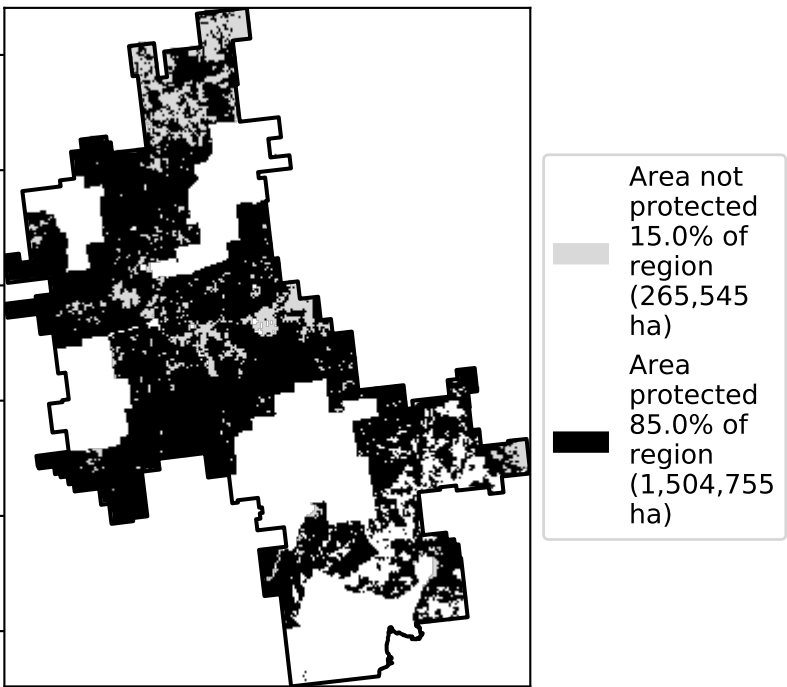 Area not
protected
15.0% of
region
(265,545
ha)
Area
protected
85.0% of
region
(1,504,755
ha)